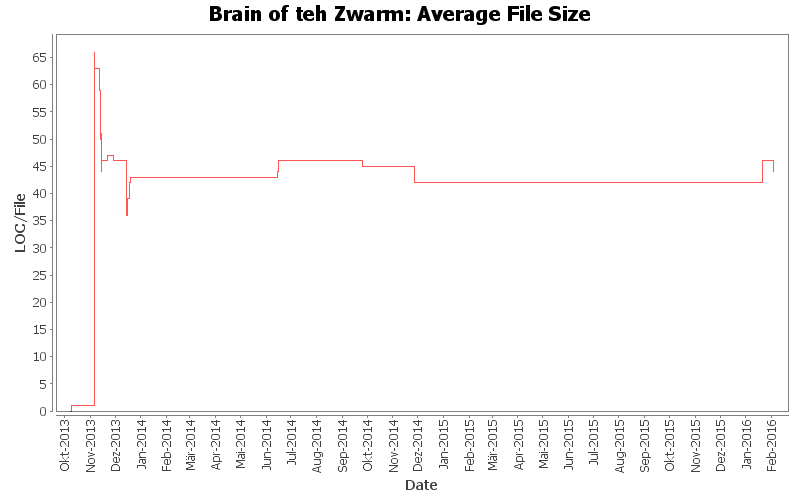 Brain of teh Zwarm: Average File Size
LOC/File
65
60
55
50
45
40
35
30
25
20
15
10
5
0
Okt-2013
Nov-2013
Dez-2013
Jan-2014
Feb-2014
Mär-2014
Apr-2014
Mai-2014
Jun-2014
Jul-2014
Aug-2014
Sep-2014
Okt-2014
Nov-2014
Dez-2014
Jan-2015
Feb-2015
Mär-2015
Apr-2015
Mai-2015
Jun-2015
Jul-2015
Aug-2015
Sep-2015
Okt-2015
Nov-2015
Dez-2015
Jan-2016
Feb-2016
Date